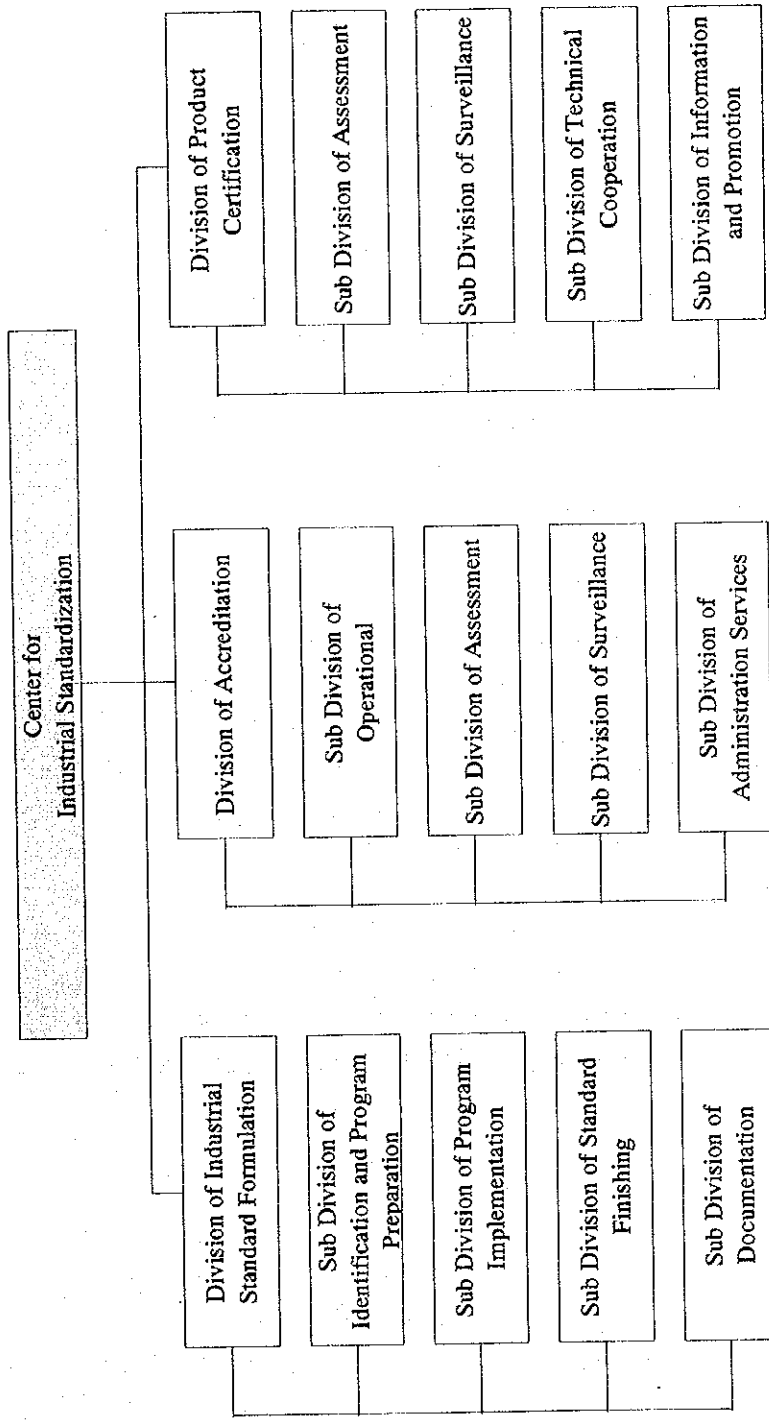 Center for
Industrial Standardization
Division of Industrial
Standard Formulation
Sub Division of
Identification and Program
Preparation
Sub Division of Program
Implementation
Sub Division of Standard
Finishing
Sub Division of
Documentation
Division of Accreditation
Sub Division of
Operational
Sub Division of Assessment
Sub Division of Surveillance
Sub Division of
Administration Services
Division of Product
Certification
Sub Division of Assessment
Sub Division of Surveillance
Sub Division of Technical
Cooperation
Sub Division of Information
and Promotion